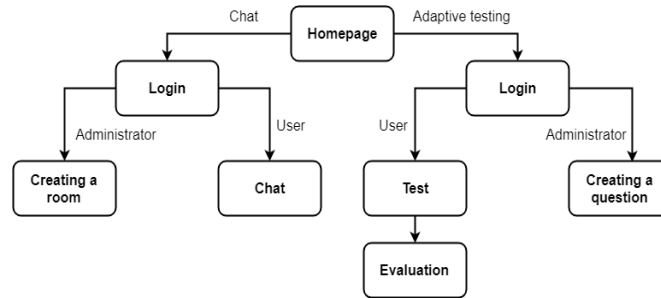 Chat
Homepage
Adaptive testing
Login
Login
Administrator
User
User
Administrator
Creating a
room
Chat
Test
Creating a
question
Evaluation